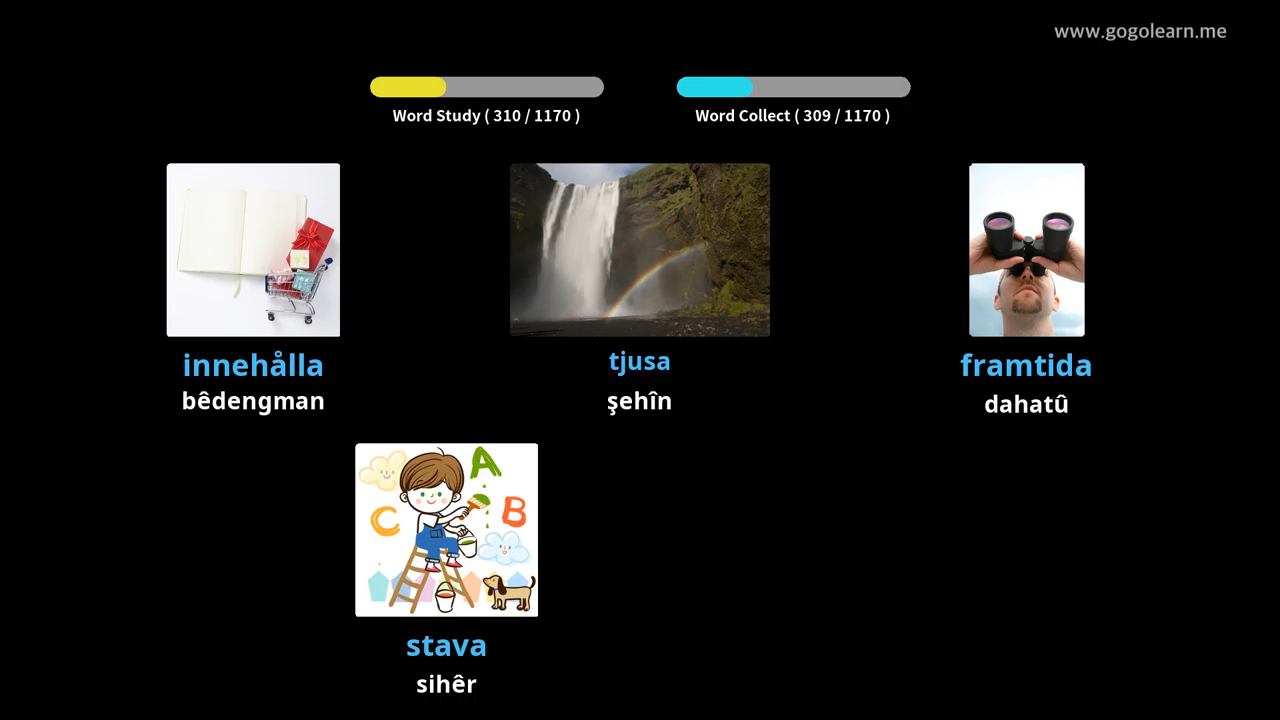 www.gogolearn.me
Word Study ( 310 / 1170 )
Word Collect ( 309 / 1170 )
innehålla
bêdengman
tjusa
şehîn
framtida
dahatû
A
B
C
stava
sihêr